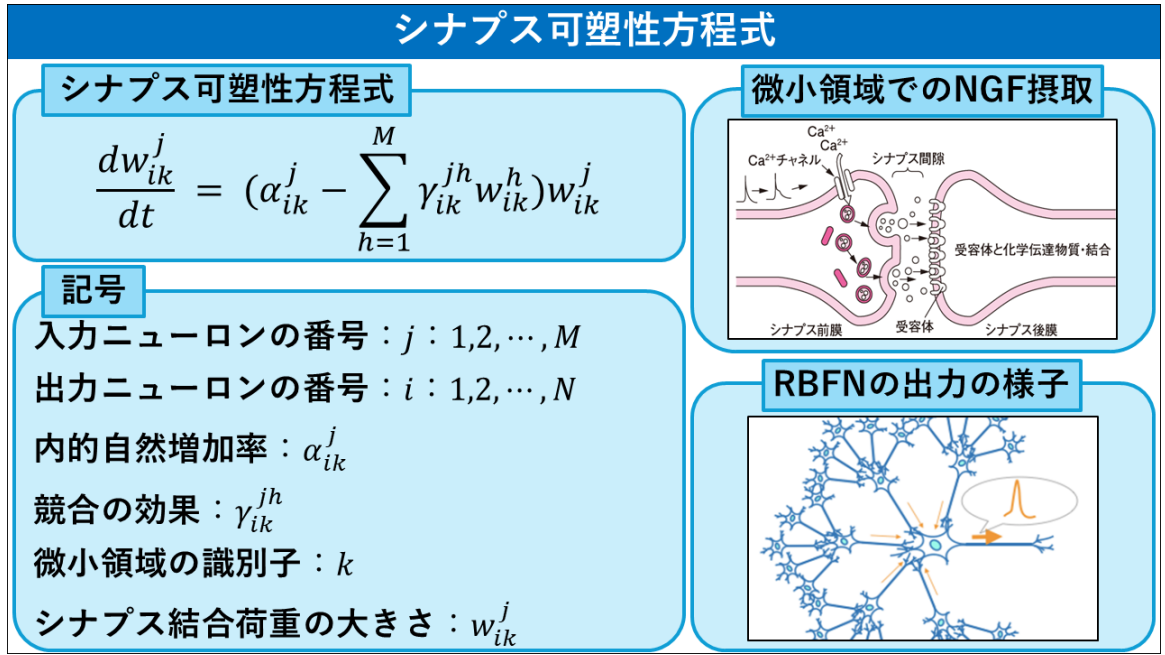 シナプス可塑性方程式
シナプス可塑性方程式
\frac{dw_{ik}^{j}}{dt} = (\alpha_{ik}^{j} - \sum_{h=1}^{M} \gamma_{ik}^{jh} w_{ik}^{h}) w_{ik}^{j}
記号
入力ニューロンの番号：j：1,2,⋯,M
出力ニューロンの番号：i：1,2,⋯,N
内的自然増加率：\alpha_{ik}^{j}
競合の効果：\gamma_{ik}^{jh}
微小領域の識別子：k
シナプス結合荷重の大きさ：w_{ik}^{j}
微小領域でのNGF摂取
Ca²⁺
Ca²⁺
Ca²⁺チャネル
シナプス間隙
受容体と化学伝達物質・結合
シナプス前膜
受容体
シナプス後膜
RBFNの出力の様子